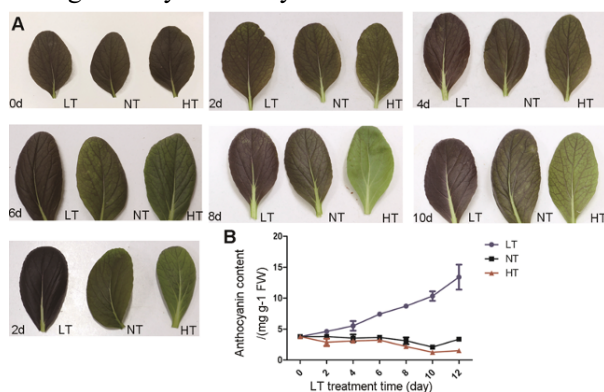 A
0d LT NT HT
2d LT NT HT
4d LT NT HT
6d LT NT HT
8d LT NT HT
10d LT NT HT
2d LT NT HT
B
LT
NT
HT
Anthocyanin content
/(mg g-1 FW)
20
15
10
5
0
0 2 4 6 8 10 12
LT treatment time (day)